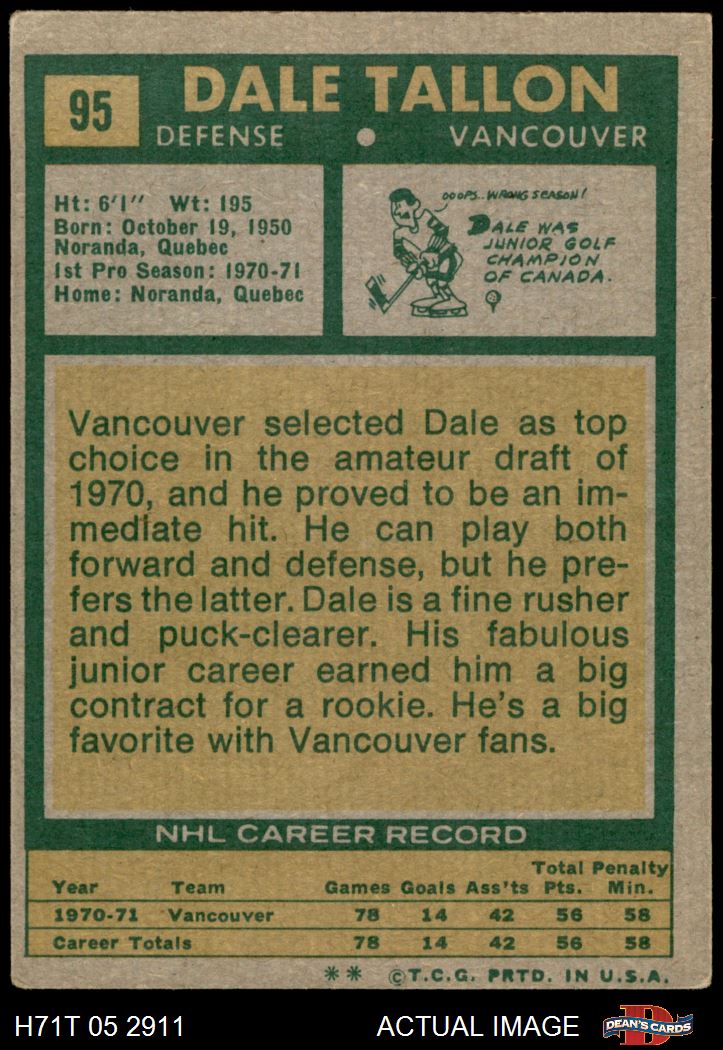 95
DALE TALLON
DEFENSE • VANCOUVER
Ht: 6'1" Wt: 195
Born: October 19, 1950
Noranda, Quebec
1st Pro Season: 1970-71
Home: Noranda, Quebec
OOOPS.. WRONG SEASON!
DALE WAS
JUNIOR GOLF
CHAMPION
OF CANADA.
Vancouver selected Dale as top
choice in the amateur draft of
1970, and he proved to be an im-
mediate hit. He can play both
forward and defense, but he pre-
fers the latter. Dale is a fine rusher
and puck-clearer. His fabulous
junior career earned him a big
contract for a rookie. He's a big
favorite with Vancouver fans.
NHL CAREER RECORD
Total Penalty
Year Team Games Goals Ass'ts Pts. Min.
1970-71 Vancouver 78 14 42 56 58
Career Totals 78 14 42 56 58
** ©T.C.G. PRTD. IN U.S.A.
H71T 05 2911 ACTUAL IMAGE
D
DEAN'S CARDS